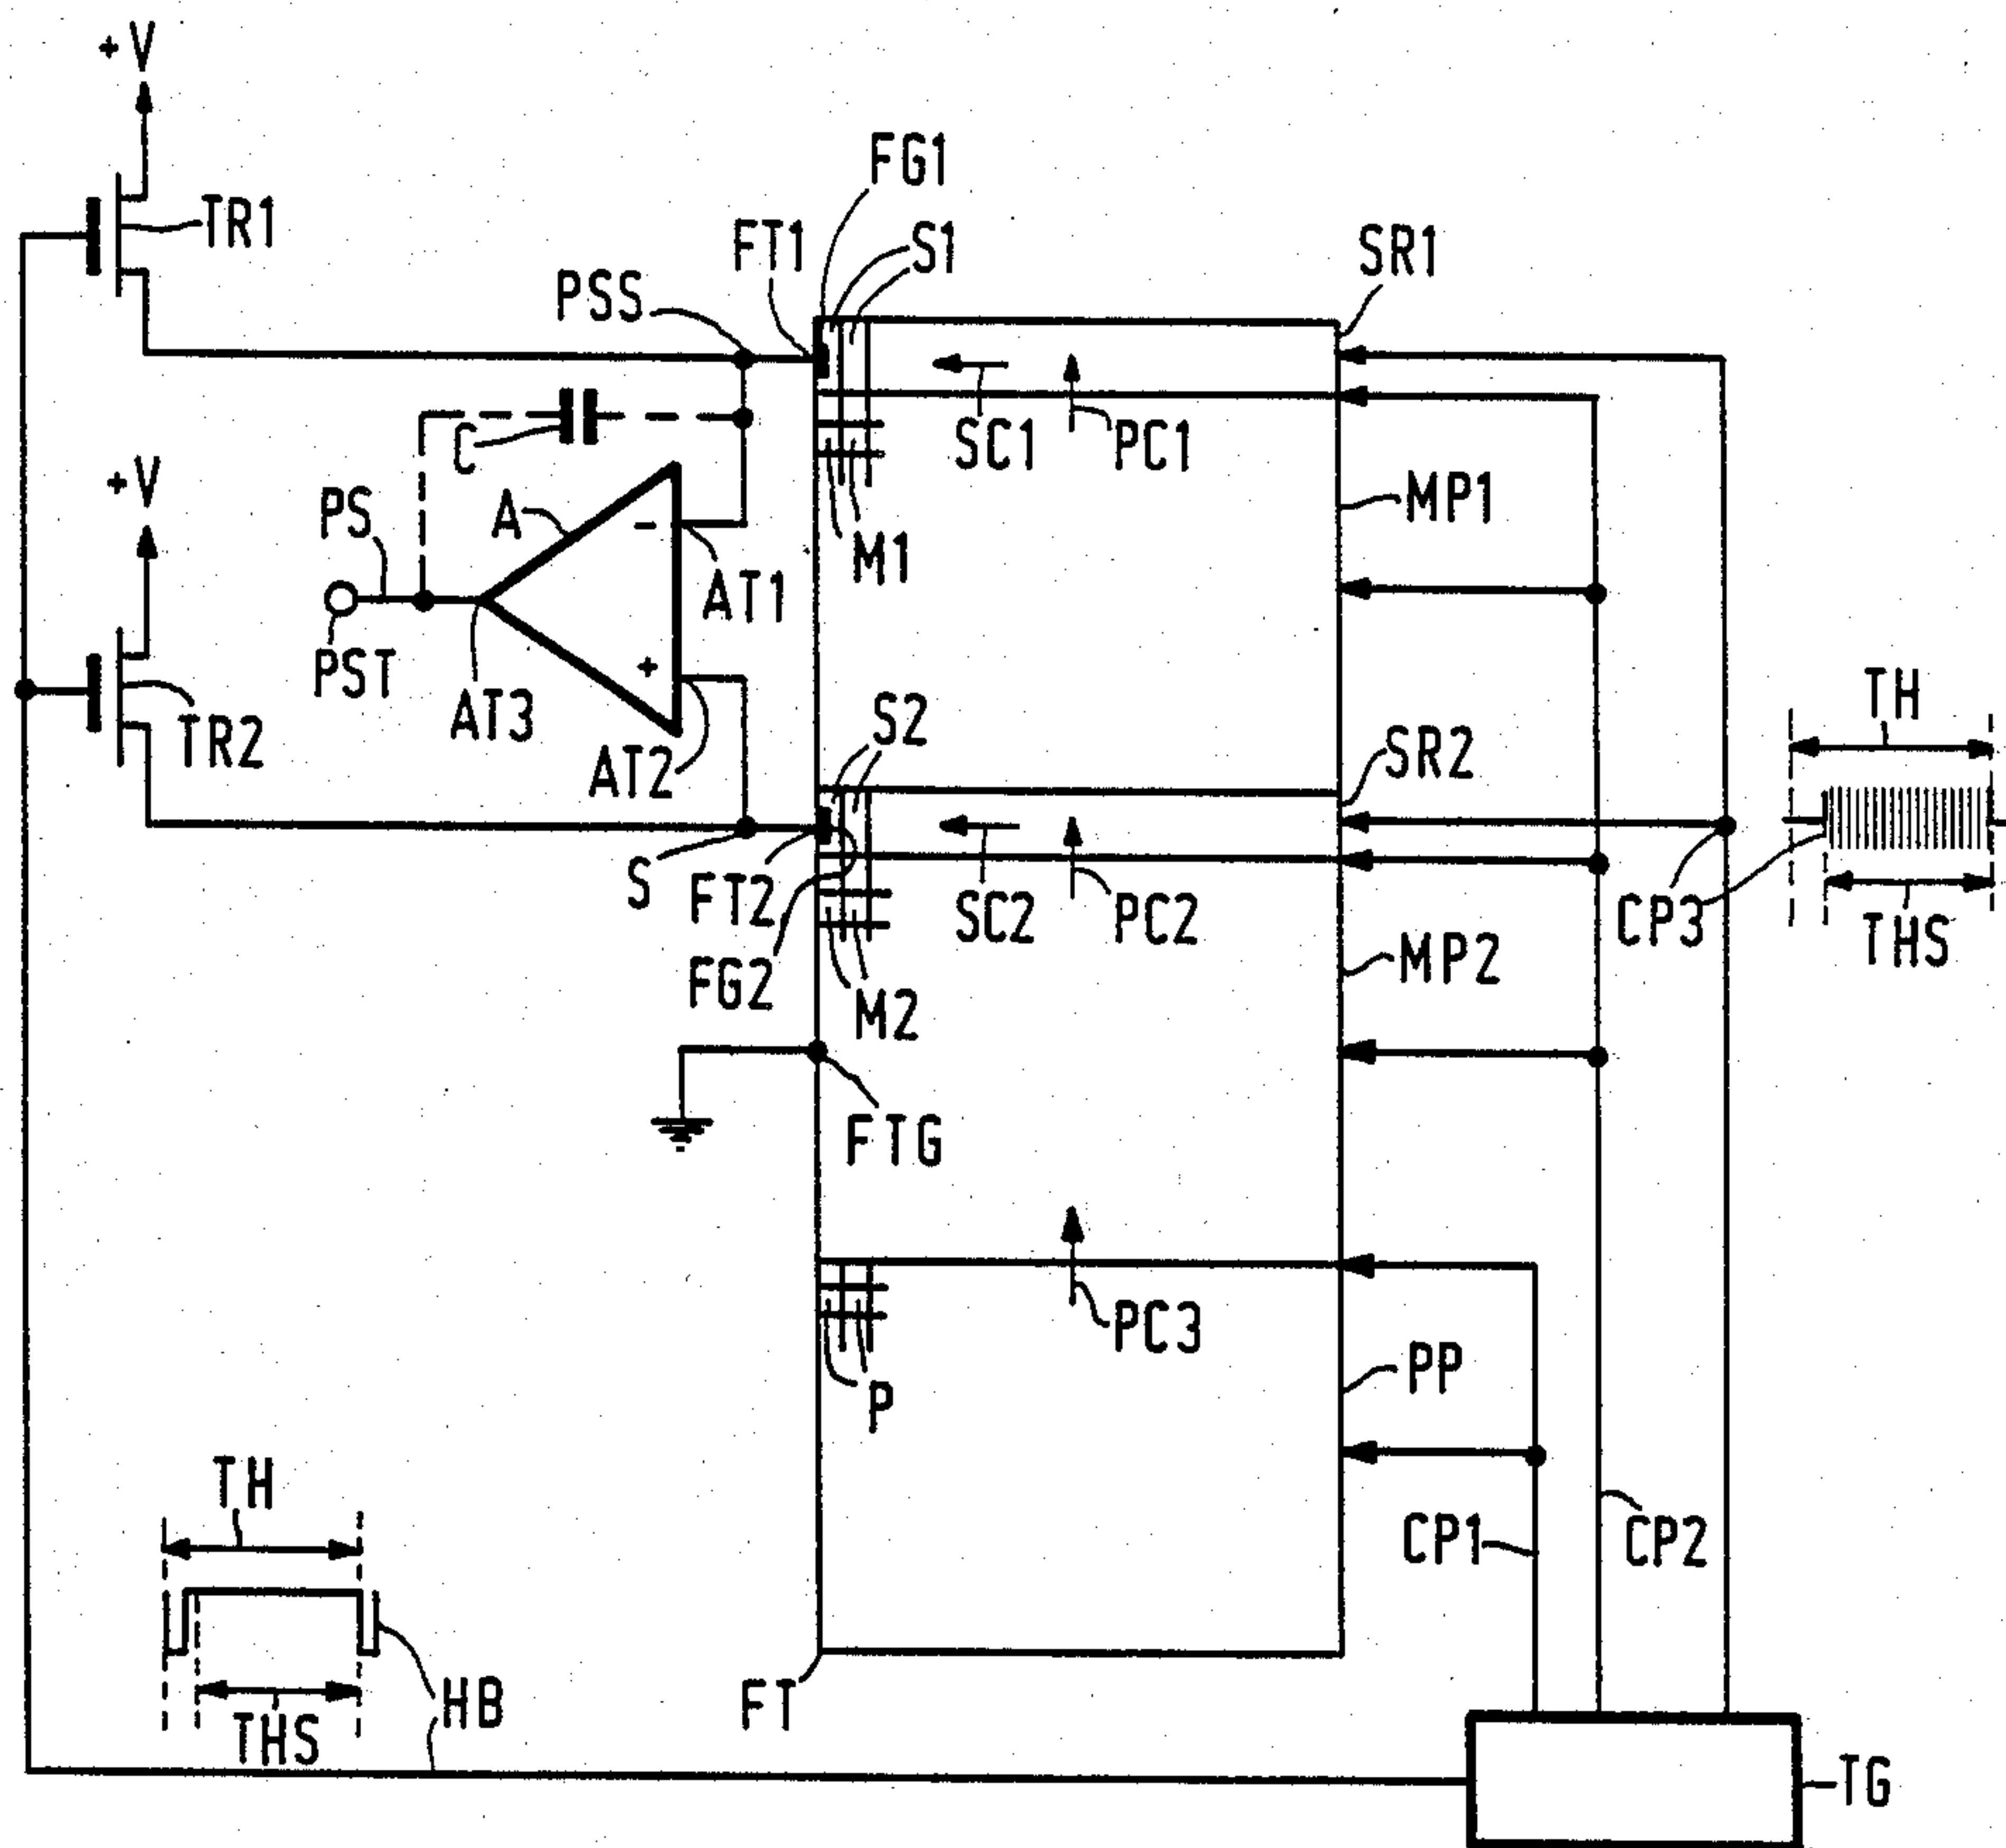 +V
FG1
TR1
FT1
S1
SR1
PSS
SC1
PC1
C
+V
MP1
PS
A
-
M1
AT1
PST
+
TH
AT3
S2
TR2
AT2
SR2
S
FT2
SC2
PC2
CP3
THS
MP2
FG2
M2
FTG
PC3
PP
P
TH
CP1
CP2
FT
HB
THS
TG